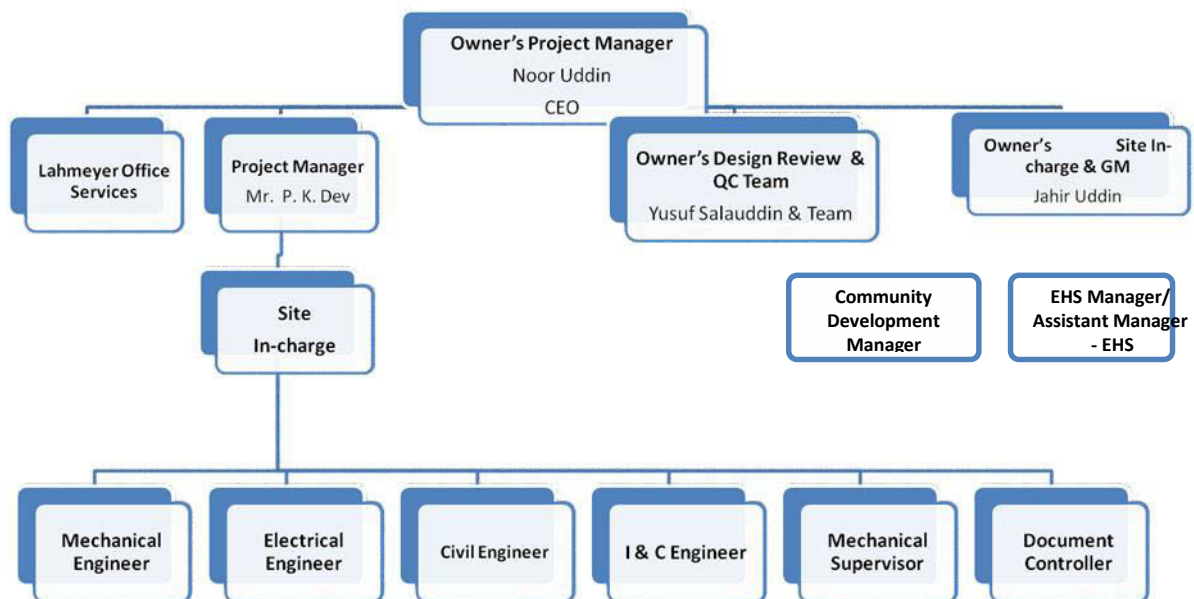 Owner's Project Manager
Noor Uddin
CEO
Lahmeyer Office
Services
Project Manager
Mr. P. K. Dev
Owner's Design Review &
QC Team
Yusuf Salauddin & Team
Owner's Site In-
charge & GM
Jahir Uddin
Site
In-charge
Community
Development
Manager
EHS Manager/
Assistant Manager
- EHS
Mechanical
Engineer
Electrical
Engineer
Civil Engineer
I & C Engineer
Mechanical
Supervisor
Document
Controller